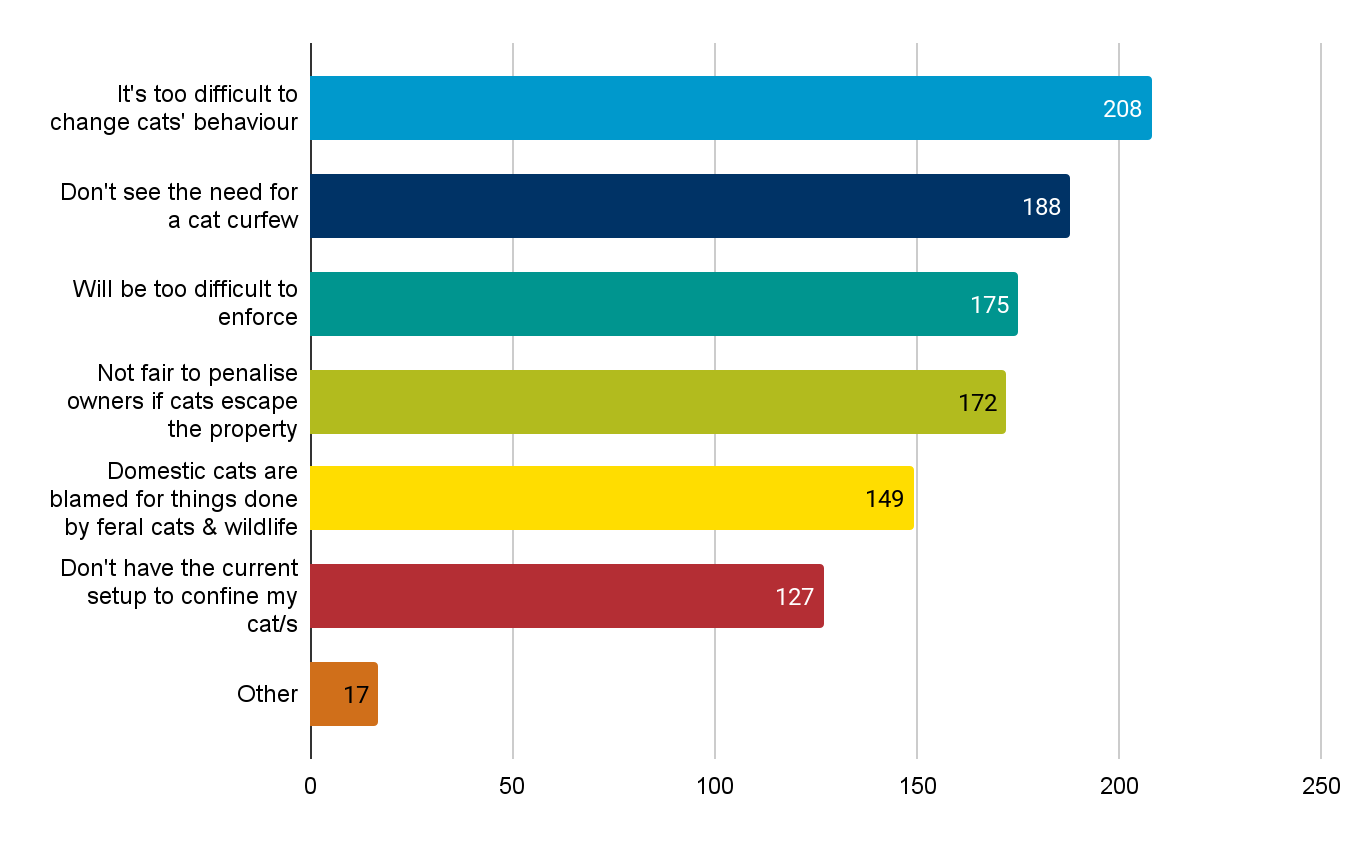 It's too difficult to
change cats' behaviour
208
Don't see the need for
a cat curfew
188
Will be too difficult to
enforce
175
Not fair to penalise
owners if cats escape
the property
172
Domestic cats are
blamed for things done
by feral cats & wildlife
149
Don't have the current
setup to confine my
cat/s
127
Other
17
0 50 100 150 200 250